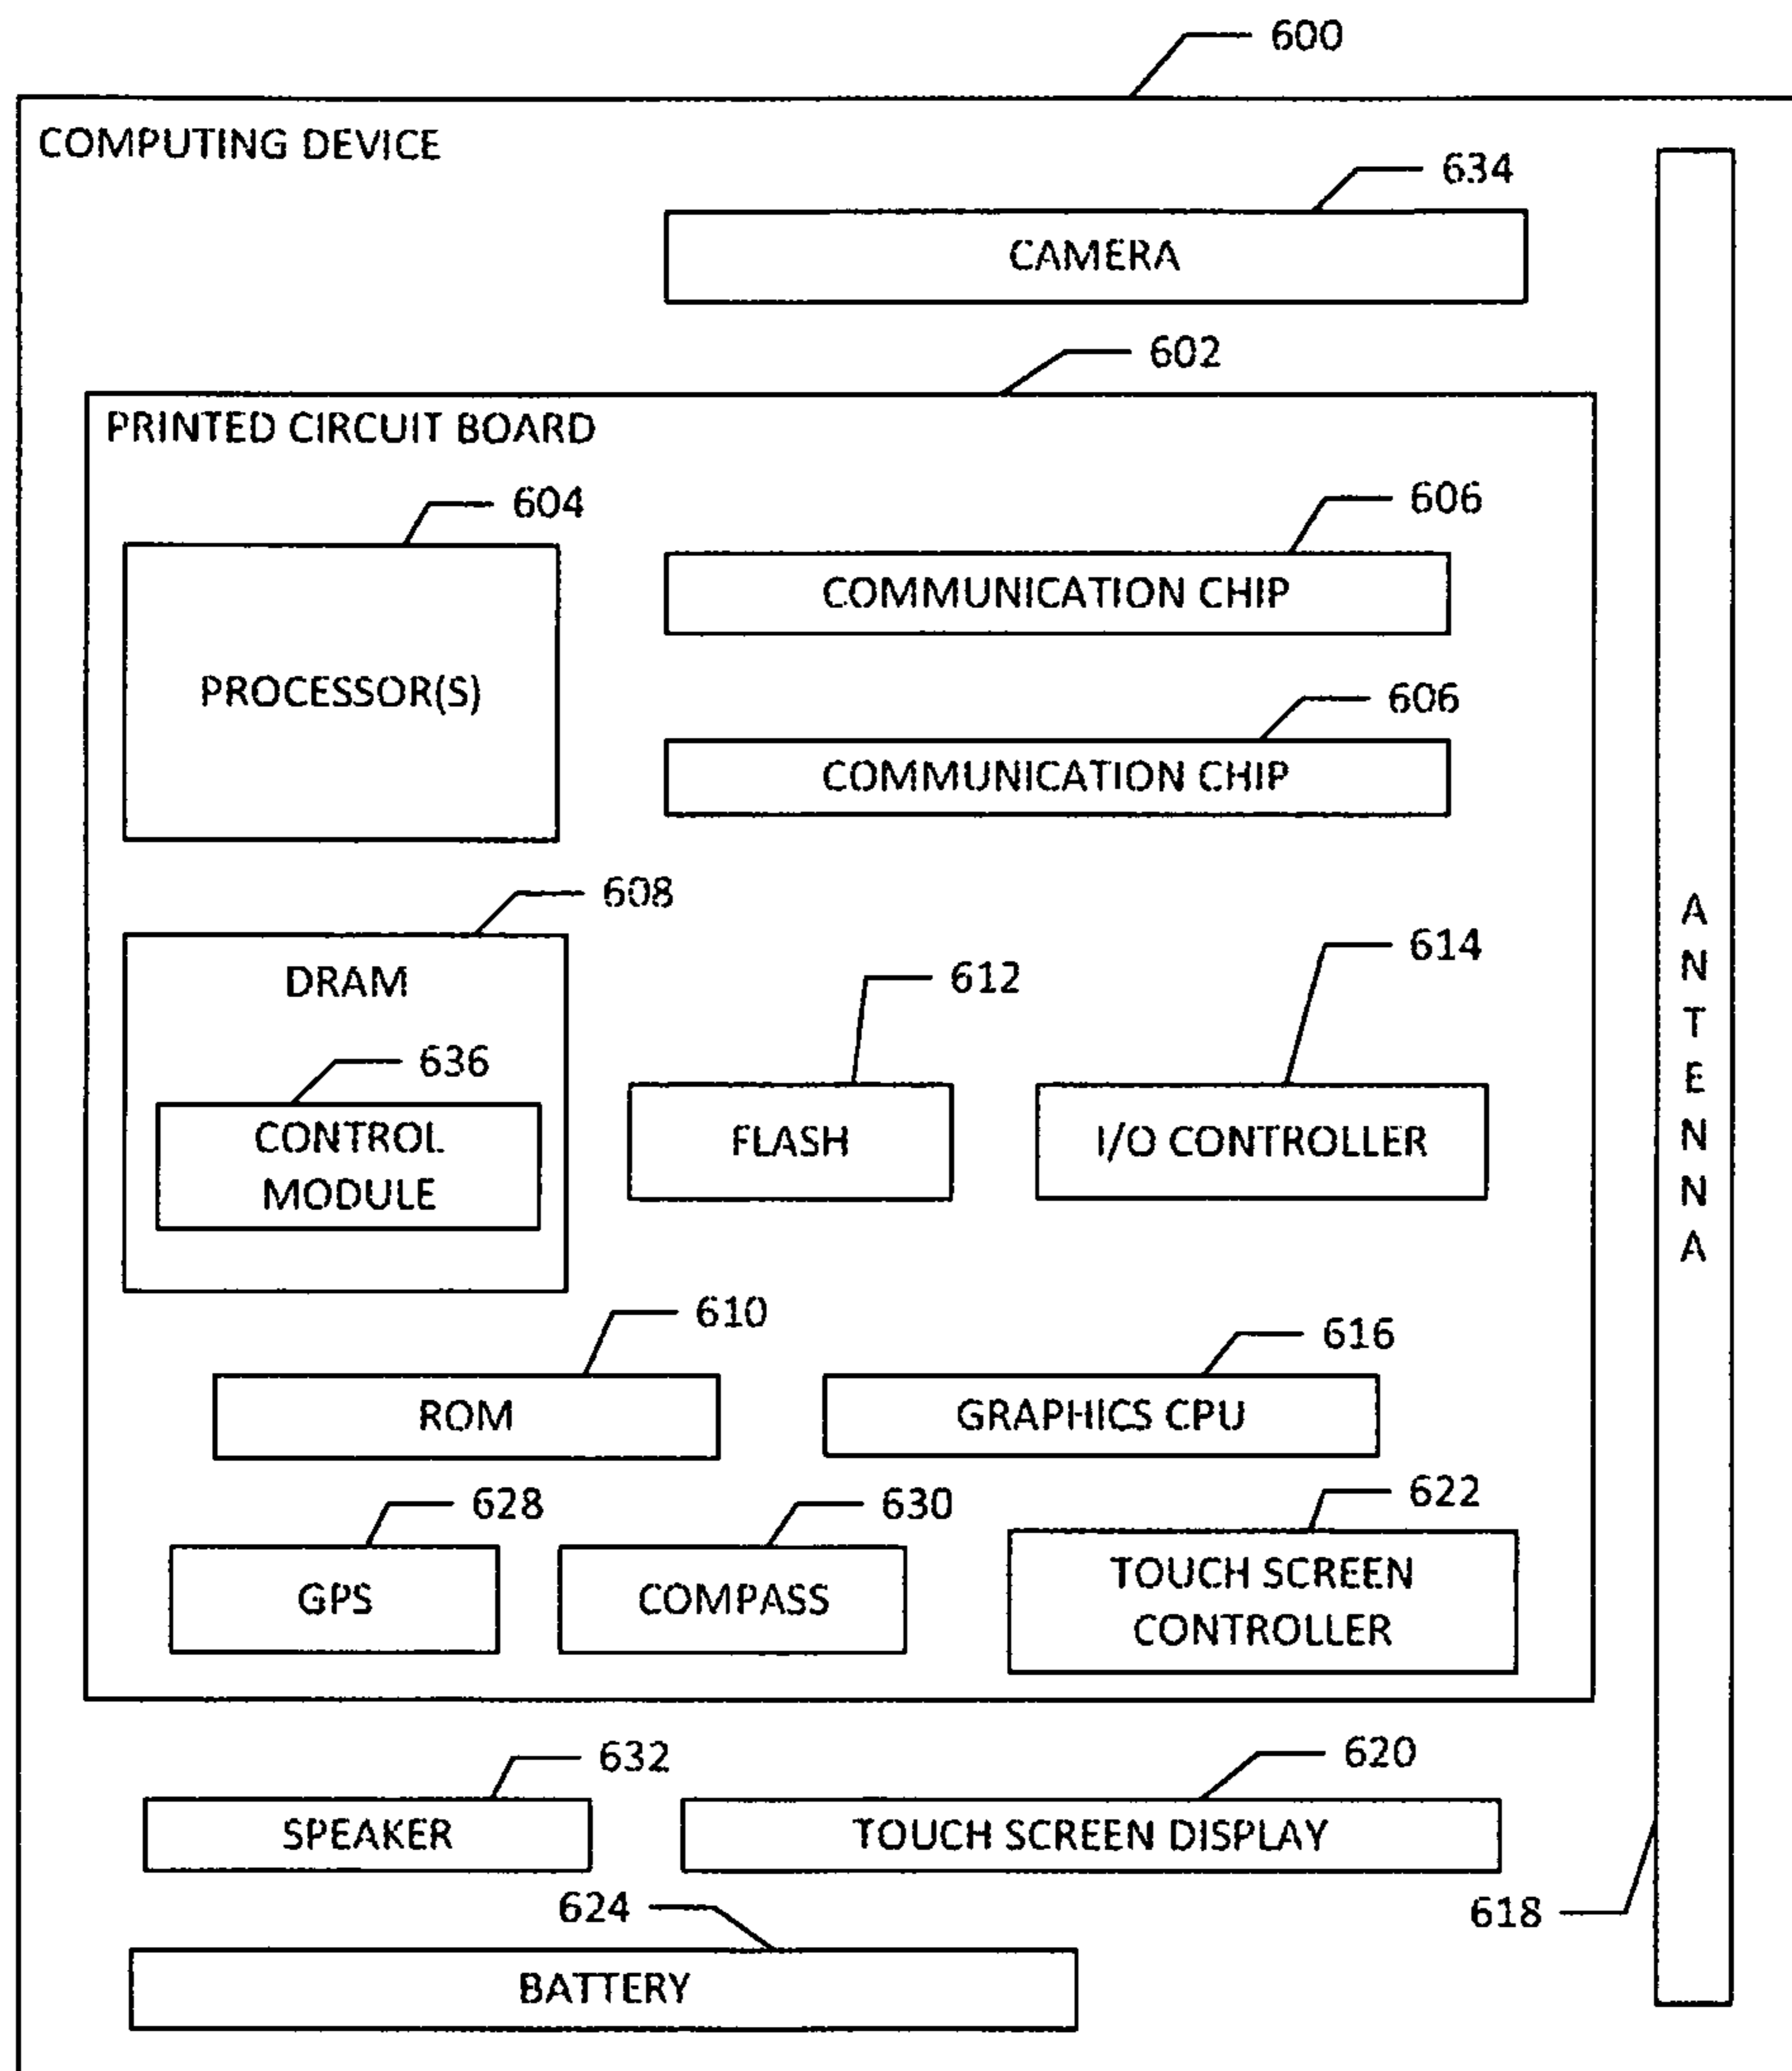 600
COMPUTING DEVICE
634
CAMERA
602
PRINTED CIRCUIT BOARD
604
606
COMMUNICATION CHIP
PROCESSOR(S)
606
COMMUNICATION CHIP
608
DRAM
612
614
636
CONTROL
MODULE
FLASH
I/O CONTROLLER
ANTENNA
610
616
ROM
GRAPHICS CPU
628
630
622
GPS
COMPASS
TOUCH SCREEN
CONTROLLER
632
620
SPEAKER
TOUCH SCREEN DISPLAY
624
618
BATTERY